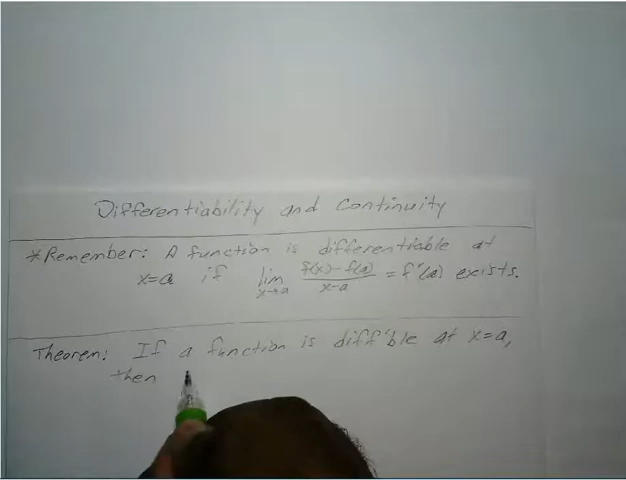 Differentiability and Continuity
*Remember: A function is differentiable at
x=a if lim x→a f(x)-f(a)/x-a = f'(a) exists.
Theorem: If a function is diff'ble at x=a,
then